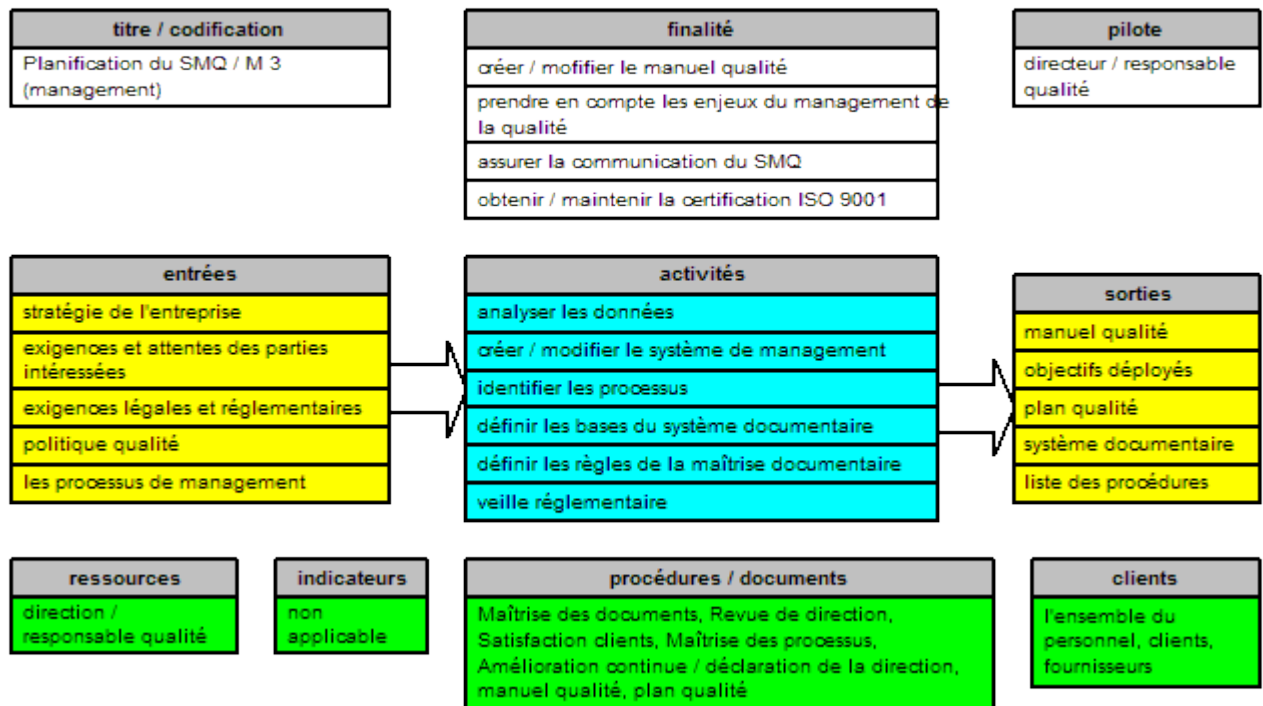 titre / codification
Planification du SMQ / M 3
(management)
finalité
créer / mofifier le manuel qualité
prendre en compte les enjeux du management de
la qualité
assurer la communication du SMQ
obtenir / maintenir la certification ISO 9001
pilote
directeur / responsable
qualité
entrées
stratégie de l'entreprise
exigences et attentes des parties
intéressées
exigences légales et réglementaires
politique qualité
les processus de management
activités
analyser les données
créer / modifier le système de management
identifier les processus
définir les bases du système documentaire
définir les règles de la maîtrise documentaire
veille réglementaire
sorties
manuel qualité
objectifs déployés
plan qualité
système documentaire
liste des procédures
ressources
direction /
responsable qualité
indicateurs
non
applicable
procédures / documents
Maîtrise des documents, Revue de direction,
Satisfaction clients, Maîtrise des processus,
Amélioration continue / déclaration de la direction,
manuel qualité, plan qualité
clients
l'ensemble du
personnel, clients,
fournisseurs